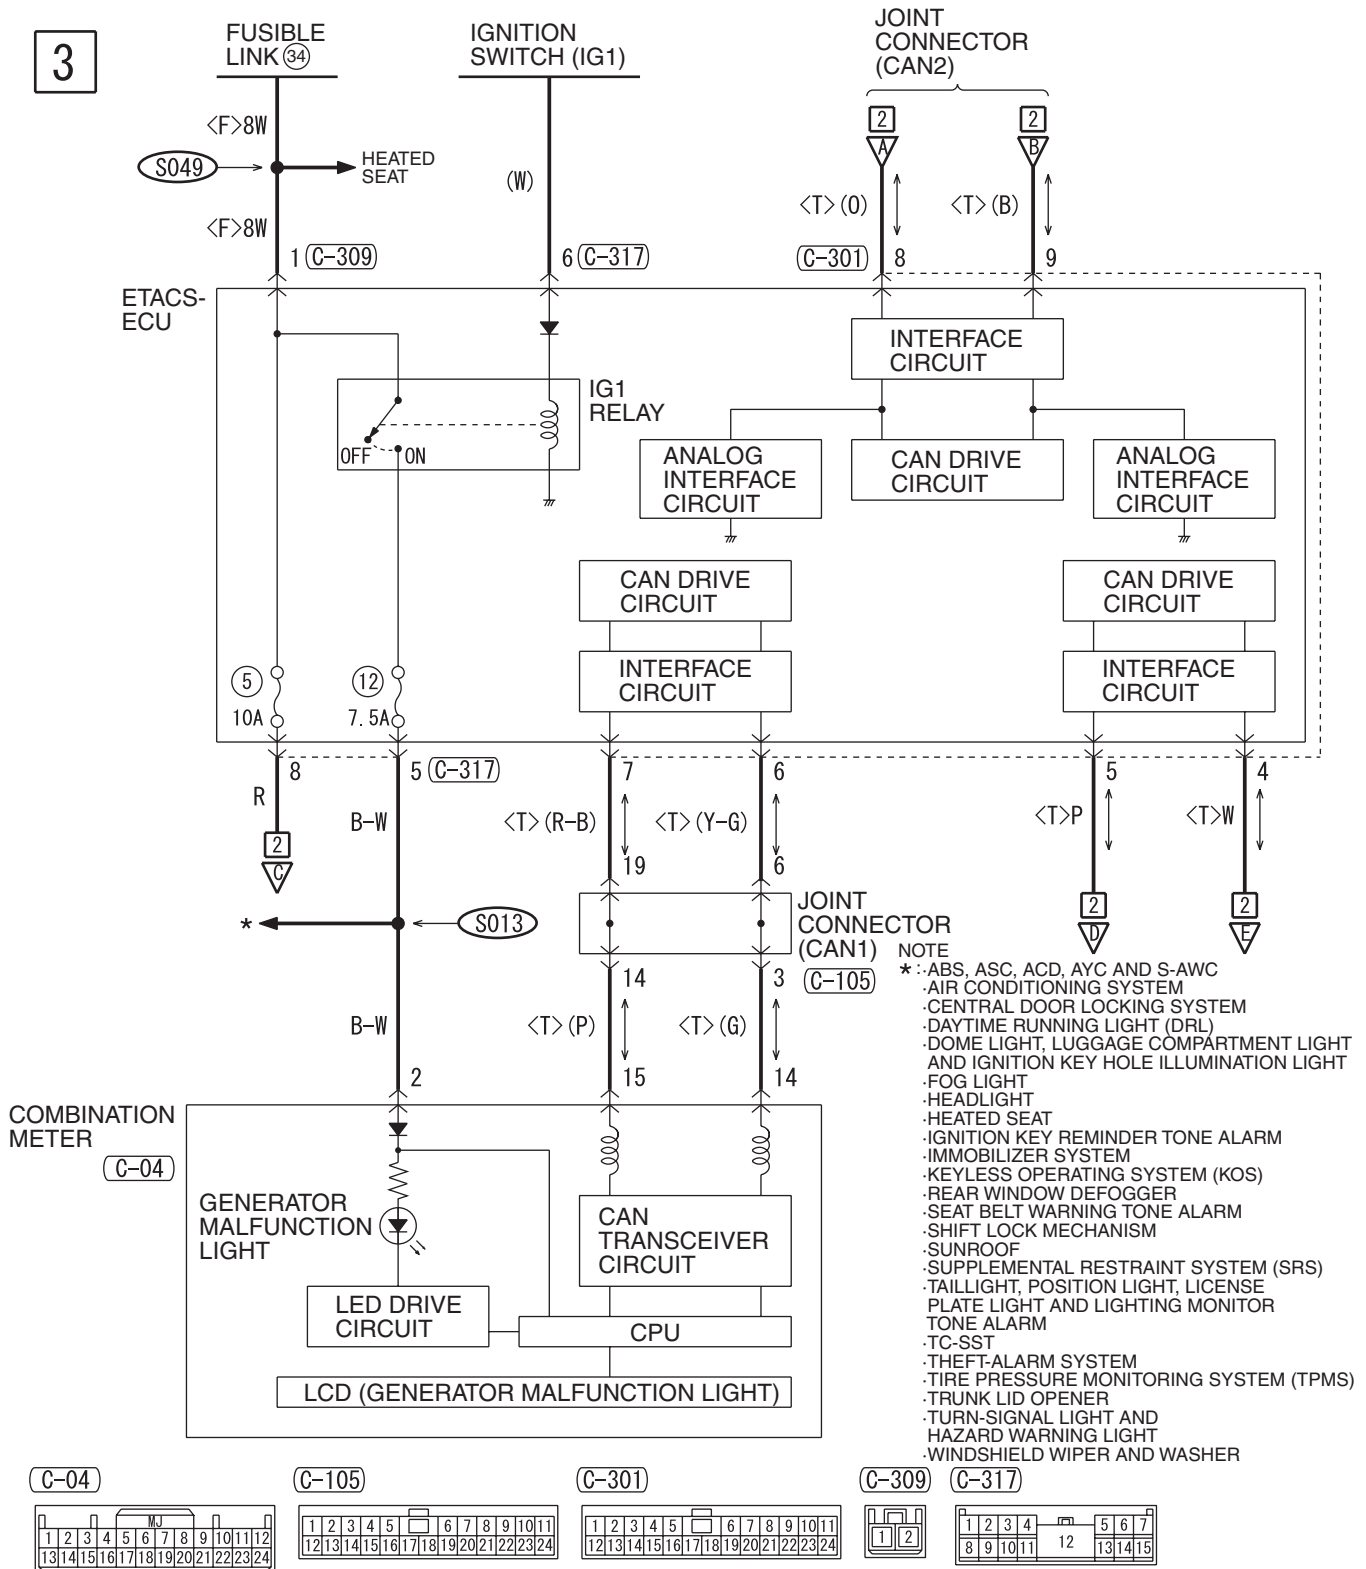 3
FUSIBLE
LINK 34
IGNITION
SWITCH (IG1)
JOINT
CONNECTOR
(CAN2)
2
2
A
B
<F>8W
S049
HEATED
SEAT
(W)
<T>(O)
<T>(B)
<F>8W
1 C-309
6 C-317
C-301 8
9
ETACS-
ECU
INTERFACE
CIRCUIT
IG1
RELAY
OFF
ON
ANALOG
INTERFACE
CIRCUIT
CAN DRIVE
CIRCUIT
ANALOG
INTERFACE
CIRCUIT
CAN DRIVE
CIRCUIT
CAN DRIVE
CIRCUIT
INTERFACE
CIRCUIT
INTERFACE
CIRCUIT
5
10A
12
7.5A
8
5 C-317
7
6
5
4
R
B-W
<T>(R-B)
<T>(Y-G)
<T>P
<T>W
2
C
19
6
2
D
2
E
*
S013
JOINT
CONNECTOR
(CAN1)
C-105
14
3
B-W
<T>(P)
<T>(G)
2
15
14
NOTE
* : ·ABS, ASC, ACD, AYC AND S-AWC
·AIR CONDITIONING SYSTEM
·CENTRAL DOOR LOCKING SYSTEM
·DAYTIME RUNNING LIGHT (DRL)
·DOME LIGHT, LUGGAGE COMPARTMENT LIGHT
AND IGNITION KEY HOLE ILLUMINATION LIGHT
·FOG LIGHT
·HEADLIGHT
·HEATED SEAT
·IGNITION KEY REMINDER TONE ALARM
·IMMOBILIZER SYSTEM
·KEYLESS OPERATING SYSTEM (KOS)
·REAR WINDOW DEFOGGER
·SEAT BELT WARNING TONE ALARM
·SHIFT LOCK MECHANISM
·SUNROOF
·SUPPLEMENTAL RESTRAINT SYSTEM (SRS)
·TAILLIGHT, POSITION LIGHT, LICENSE
PLATE LIGHT AND LIGHTING MONITOR
TONE ALARM
·TC-SST
·THEFT-ALARM SYSTEM
·TIRE PRESSURE MONITORING SYSTEM (TPMS)
·TRUNK LID OPENER
·TURN-SIGNAL LIGHT AND
HAZARD WARNING LIGHT
·WINDSHIELD WIPER AND WASHER
COMBINATION
METER
C-04
GENERATOR
MALFUNCTION
LIGHT
CAN
TRANSCEIVER
CIRCUIT
LED DRIVE
CIRCUIT
CPU
LCD (GENERATOR MALFUNCTION LIGHT)
C-04
MJ
1 2 3 4 5 6 7 8 9 10 11 12
13 14 15 16 17 18 19 20 21 22 23 24
C-105
1 2 3 4 5 6 7 8 9 10 11
12 13 14 15 16 17 18 19 20 21 22 23 24
C-301
1 2 3 4 5 6 7 8 9 10 11
12 13 14 15 16 17 18 19 20 21 22 23 24
C-309
1 2
C-317
1 2 3 4 5 6 7
8 9 10 11 12 13 14 15